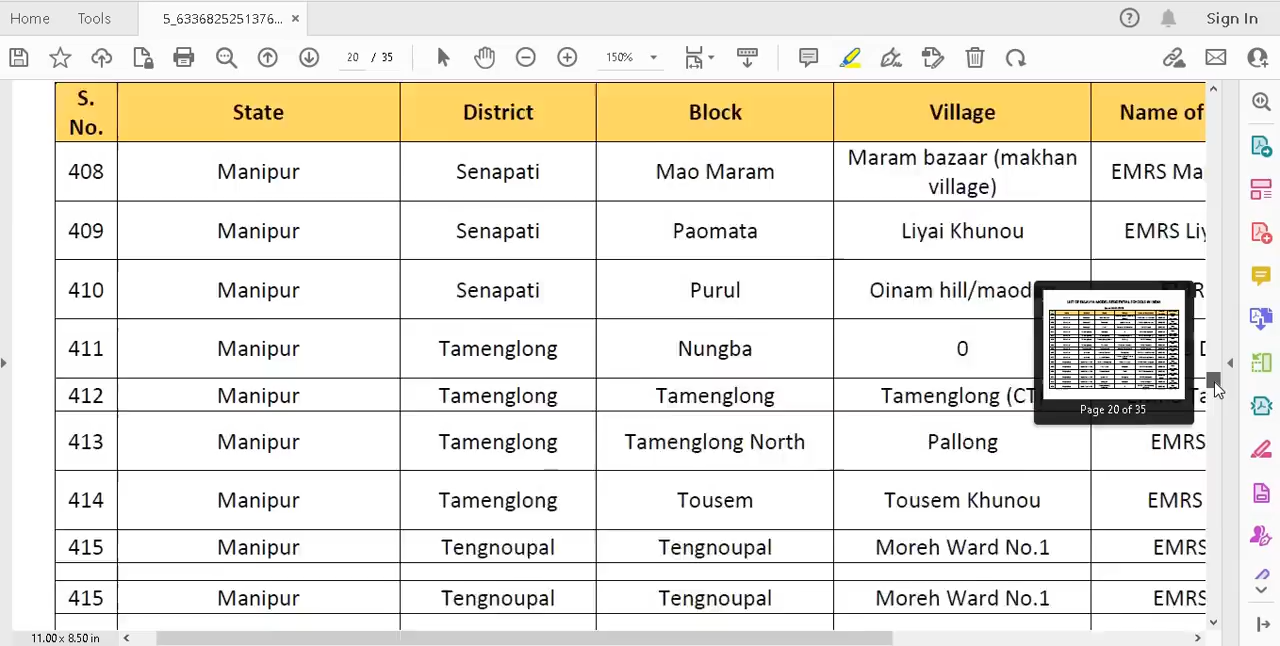 Home Tools 5_6336825251376... ×
? Sign In
20 / 35 150%
S. No. State District Block Village Name of
408 Manipur Senapati Mao Maram Maram bazaar (makhan village)
EMRS Ma
409 Manipur Senapati Paomata Liyai Khunou EMRS Liy
410 Manipur Senapati Purul Oinam hill/maod
411 Manipur Tamenglong Nungba 0
412 Manipur Tamenglong Tamenglong Tamenglong (CT
413 Manipur Tamenglong Tamenglong North Pallong EMRS
414 Manipur Tamenglong Tousem Tousem Khunou EMRS
415 Manipur Tengnoupal Tengnoupal Moreh Ward No.1 EMRS
415 Manipur Tengnoupal Tengnoupal Moreh Ward No.1 EMRS
Page 20 of 35
11.00 x 8.50 in